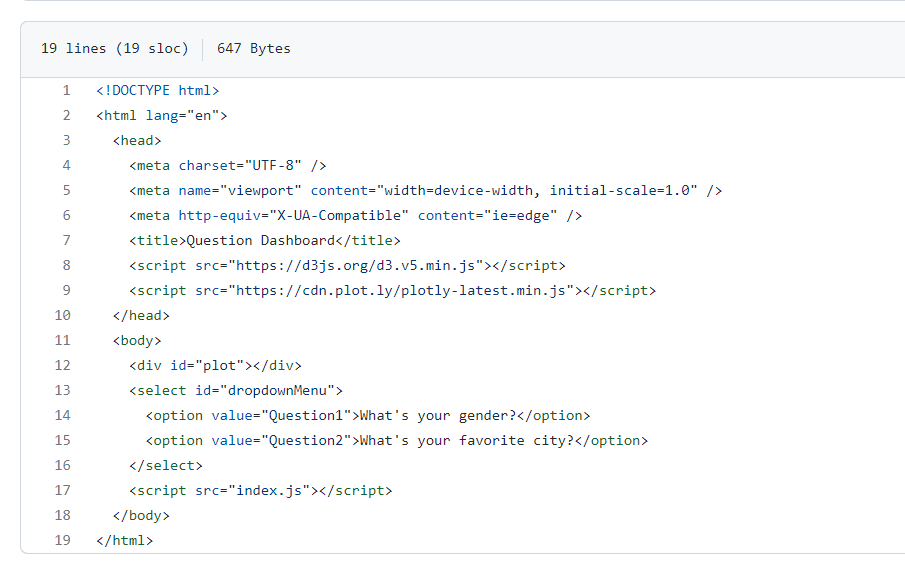 19 lines (19 sloc) 647 Bytes
1 <!DOCTYPE html>
2 <html lang="en">
3 <head>
4 <meta charset="UTF-8" />
5 <meta name="viewport" content="width=device-width, initial-scale=1.0" />
6 <meta http-equiv="X-UA-Compatible" content="ie=edge" />
7 <title>Question Dashboard</title>
8 <script src="https://d3js.org/d3.v5.min.js"></script>
9 <script src="https://cdn.plot.ly/plotly-latest.min.js"></script>
10 </head>
11 <body>
12 <div id="plot"></div>
13 <select id="dropdownMenu">
14 <option value="Question1">What's your gender?</option>
15 <option value="Question2">What's your favorite city?</option>
16 </select>
17 <script src="index.js"></script>
18 </body>
19 </html>